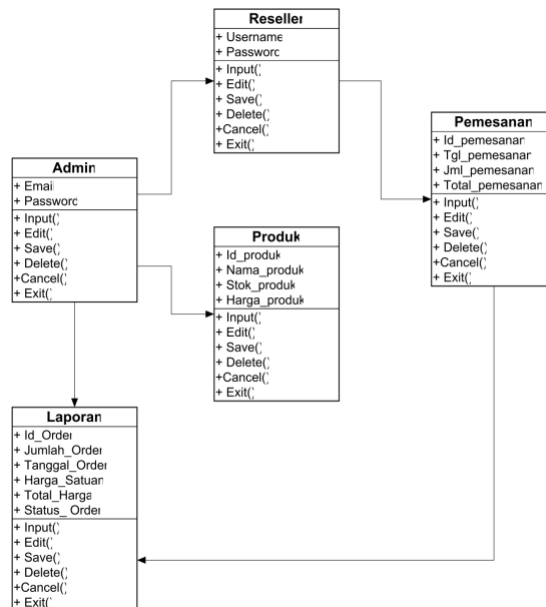 Reseller
+ Username
+ Password
+ Input()
+ Edit()
+ Save()
+ Delete()
+Cancel()
+ Exit()
Pemesanan
+ Id_pemesanan
+ Tgl_pemesanan
+ Jml_pemesanan
+ Total_pemesanan
+ Input()
+ Edit()
+ Save()
+ Delete()
+Cancel()
+ Exit()
Admin
+ Email
+ Password
+ Input()
+ Edit()
+ Save()
+ Delete()
+Cancel()
+ Exit()
Produk
+ Id_produk
+ Nama_produk
+ Stok_produk
+ Harga_produk
+ Input()
+ Edit()
+ Save()
+ Delete()
+Cancel()
+ Exit()
Laporan
+ Id_Order
+ Jumlah_Order
+ Tanggal_Order
+ Harga_Satuan
+ Total_Harga
+ Status_ Order
+ Input()
+ Edit()
+ Save()
+ Delete()
+Cancel()
+ Exit()